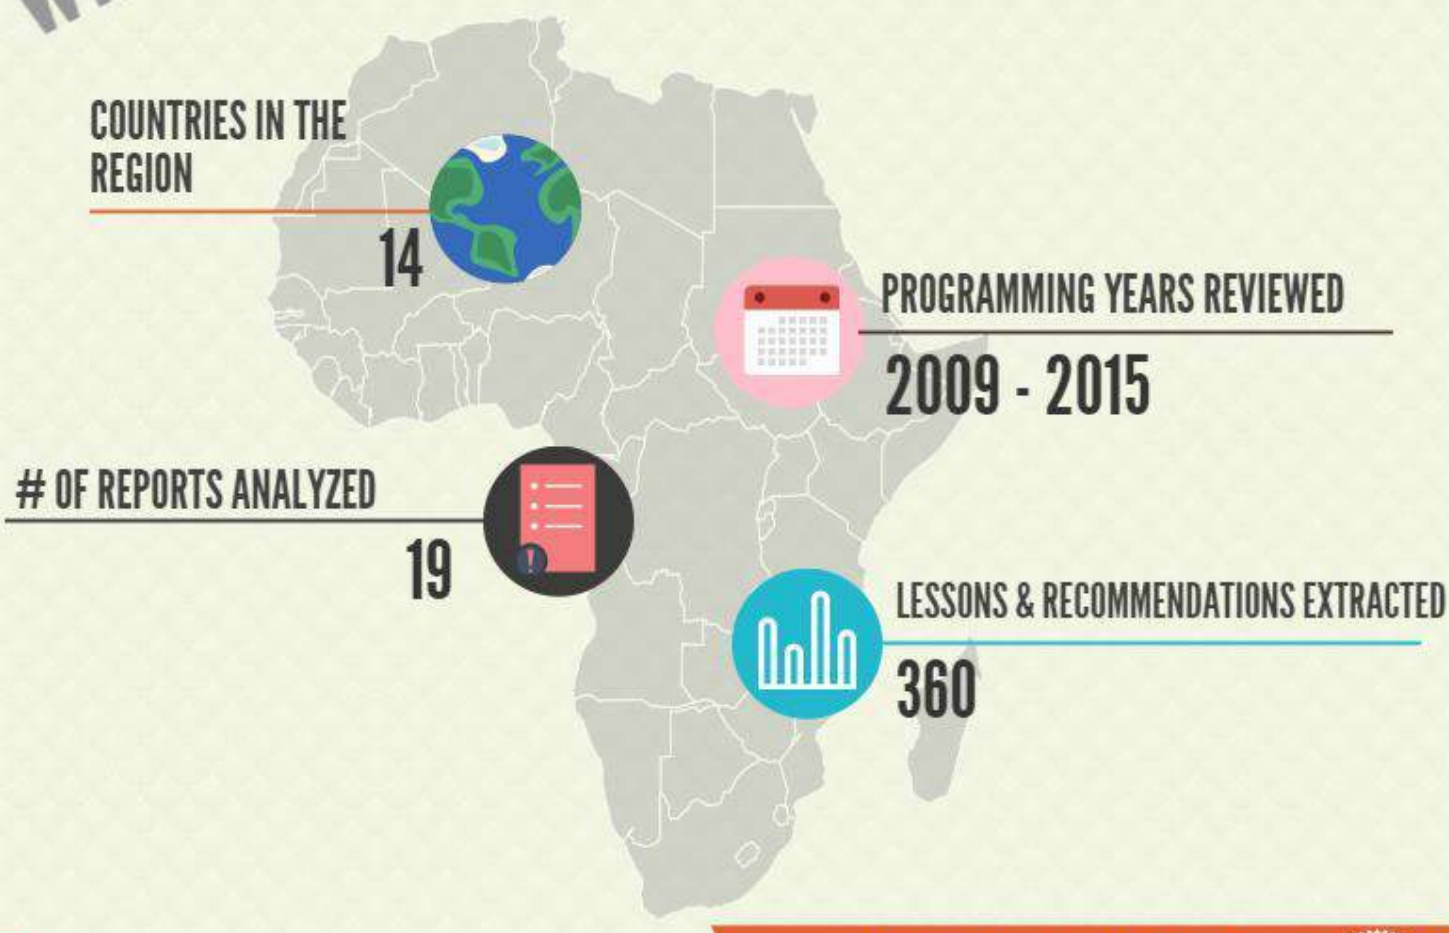 COUNTRIES IN THE
REGION
14
PROGRAMMING YEARS REVIEWED
2009 - 2015
# OF REPORTS ANALYZED
19
LESSONS & RECOMMENDATIONS EXTRACTED
360